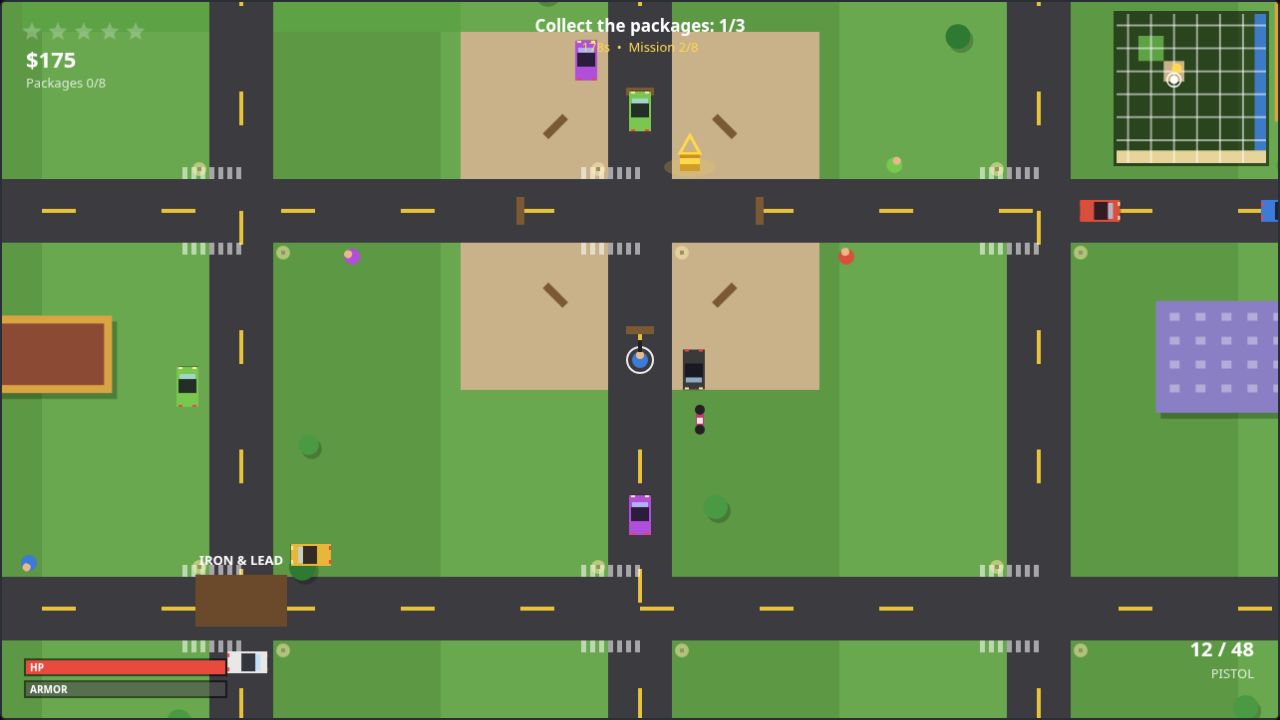 Collect the packages: 1/3
178s • Mission 2/8
$175
Packages 0/8
IRON & LEAD
HP
ARMOR
12 / 48
PISTOL